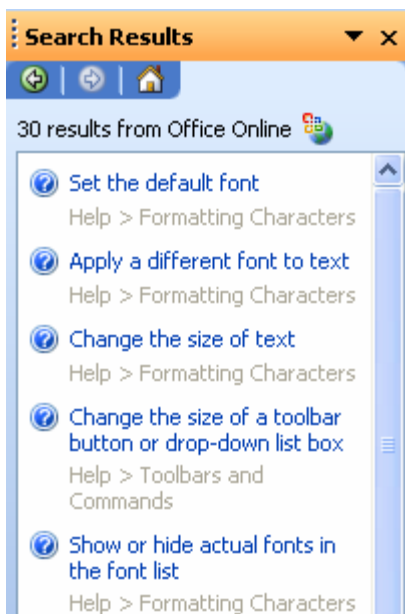 Search Results
30 results from Office Online
Set the default font
Help > Formatting Characters
Apply a different font to text
Help > Formatting Characters
Change the size of text
Help > Formatting Characters
Change the size of a toolbar
button or drop-down list box
Help > Toolbars and
Commands
Show or hide actual fonts in
the font list
Help > Formatting Characters